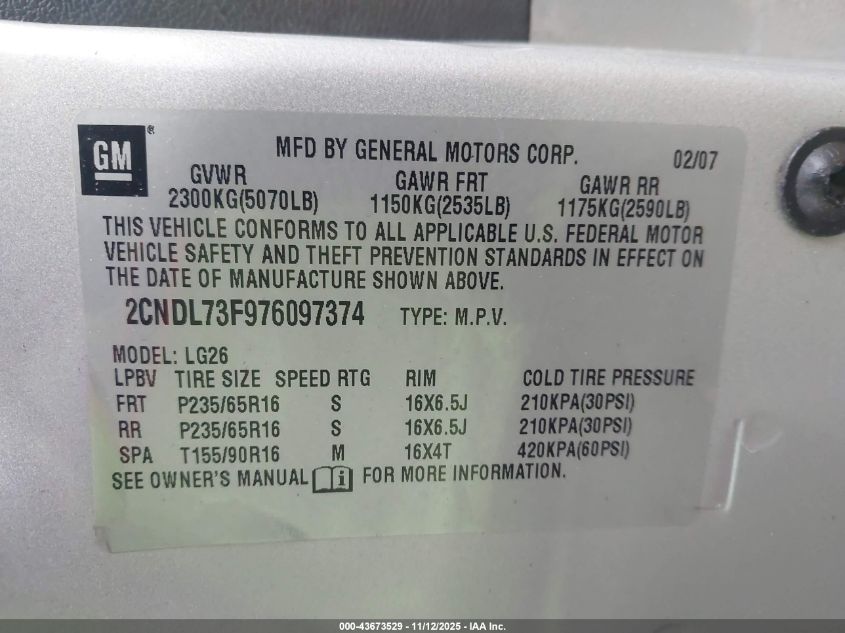 GM ®
MFD BY GENERAL MOTORS CORP. 02/07
GVWR GAWR FRT GAWR RR
2300KG(5070LB) 1150KG(2535LB) 1175KG(2590LB)
THIS VEHICLE CONFORMS TO ALL APPLICABLE U.S. FEDERAL MOTOR
VEHICLE SAFETY AND THEFT PREVENTION STANDARDS IN EFFECT ON
THE DATE OF MANUFACTURE SHOWN ABOVE.
2CNDL73F976097374 TYPE: M.P.V.
MODEL: LG26
LPBV TIRE SIZE SPEED RTG RIM COLD TIRE PRESSURE
FRT P235/65R16 S 16X6.5J 210KPA(30PSI)
RR P235/65R16 S 16X6.5J 210KPA(30PSI)
SPA T155/90R16 M 16X4T 420KPA(60PSI)
SEE OWNER'S MANUAL FOR MORE INFORMATION.
000-43673529 - 11/12/2025 - IAA Inc.